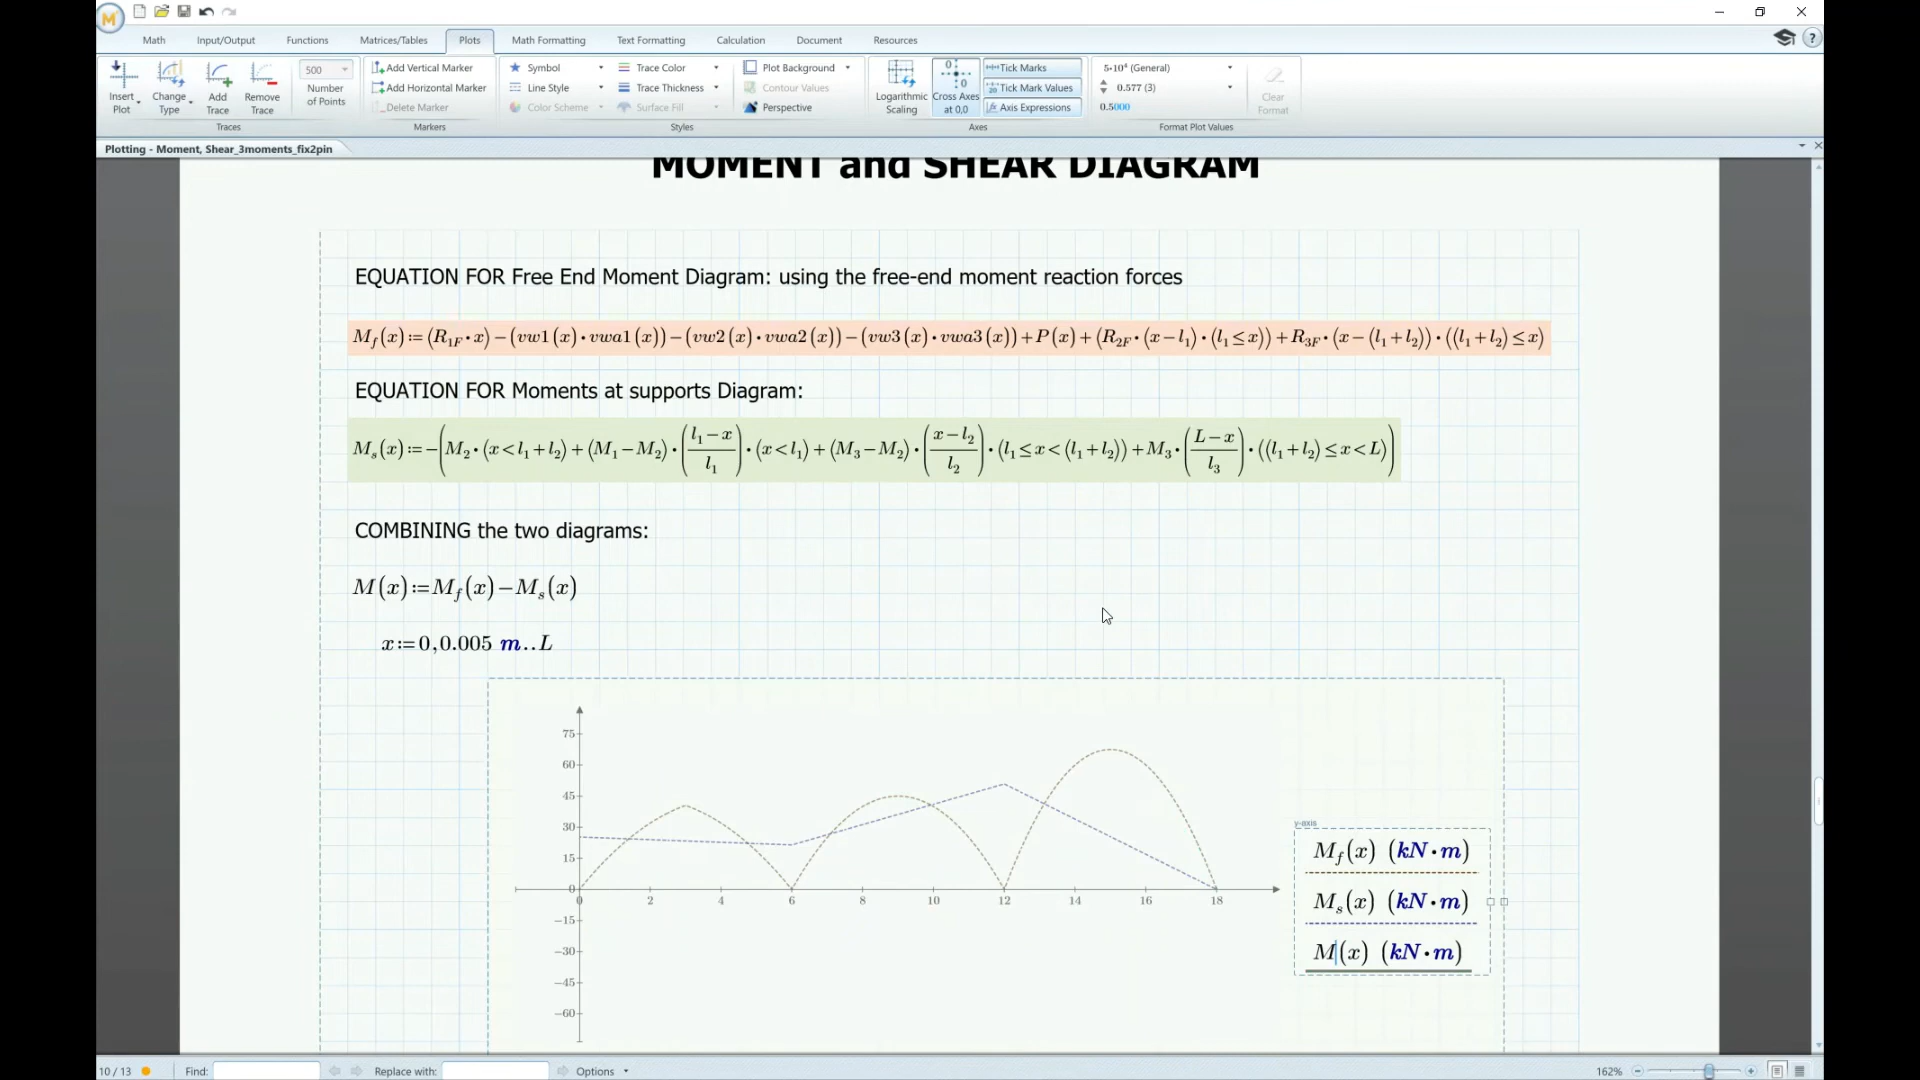 Math Input/Output Functions Matrices/Tables Plots Math Formatting Text Formatting Calculation Document Resources
Insert Plot Change Type Add Trace Remove Trace
Traces
500
Number of Points
Add Vertical Marker
Add Horizontal Marker
Delete Marker
Markers
Symbol Trace Color Plot Background
Line Style Trace Thickness Contour Values
Color Scheme Surface Fill Perspective
Styles
Logarithmic Scaling
Cross Axes at 0,0
Tick Marks
Tick Mark Values
Axis Expressions
Axes
5·10⁴ (General)
0.577 (3)
0.5000
Clear Format
Format Plot Values
Plotting - Moment, Shear_3moments_fix2pin
MOMENT and SHEAR DIAGRAM
EQUATION FOR Free End Moment Diagram: using the free-end moment reaction forces
M_f(x):=(R_1F·x)−(vw1(x)·vwa1(x))−(vw2(x)·vwa2(x))−(vw3(x)·vwa3(x))+P(x)+(R_2F·(x−l_1)·(l_1≤x))+R_3F·(x−(l_1+l_2))·((l_1+l_2)≤x)
EQUATION FOR Moments at supports Diagram:
M_s(x):=−(M_2·(x<l_1+l_2)+(M_1−M_2)·((l_1−x)/l_1)·(x<l_1)+(M_3−M_2)·((x−l_2)/l_2)·(l_1≤x<(l_1+l_2))+M_3·((L−x)/l_3)·((l_1+l_2)≤x<L))
COMBINING the two diagrams:
M(x):=M_f(x)−M_s(x)
x:=0,0.005 m..L
75
60
45
30
15
0
−15
−30
−45
−60
0 2 4 6 8 10 12 14 16 18
y-axis
M_f(x) (kN·m)
M_s(x) (kN·m)
M(x) (kN·m)
10 / 13 Find: Replace with: Options 162%